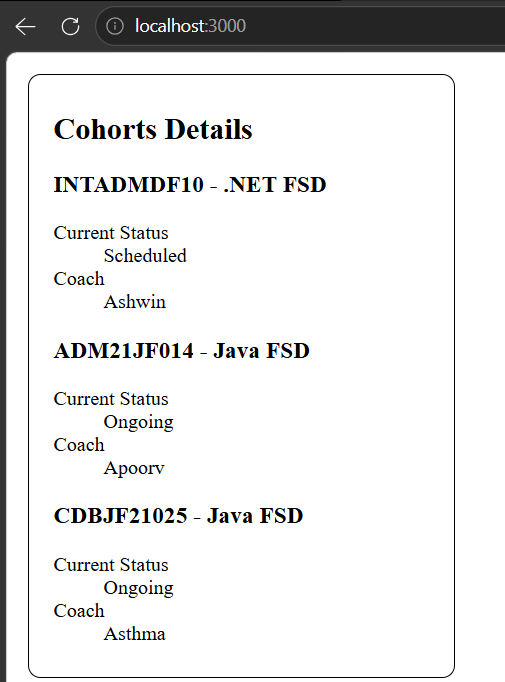 localhost:3000
Cohorts Details
INTADMDF10 - .NET FSD
Current Status
Scheduled
Coach
Ashwin
ADM21JF014 - Java FSD
Current Status
Ongoing
Coach
Apoorv
CDBJF21025 - Java FSD
Current Status
Ongoing
Coach
Asthma